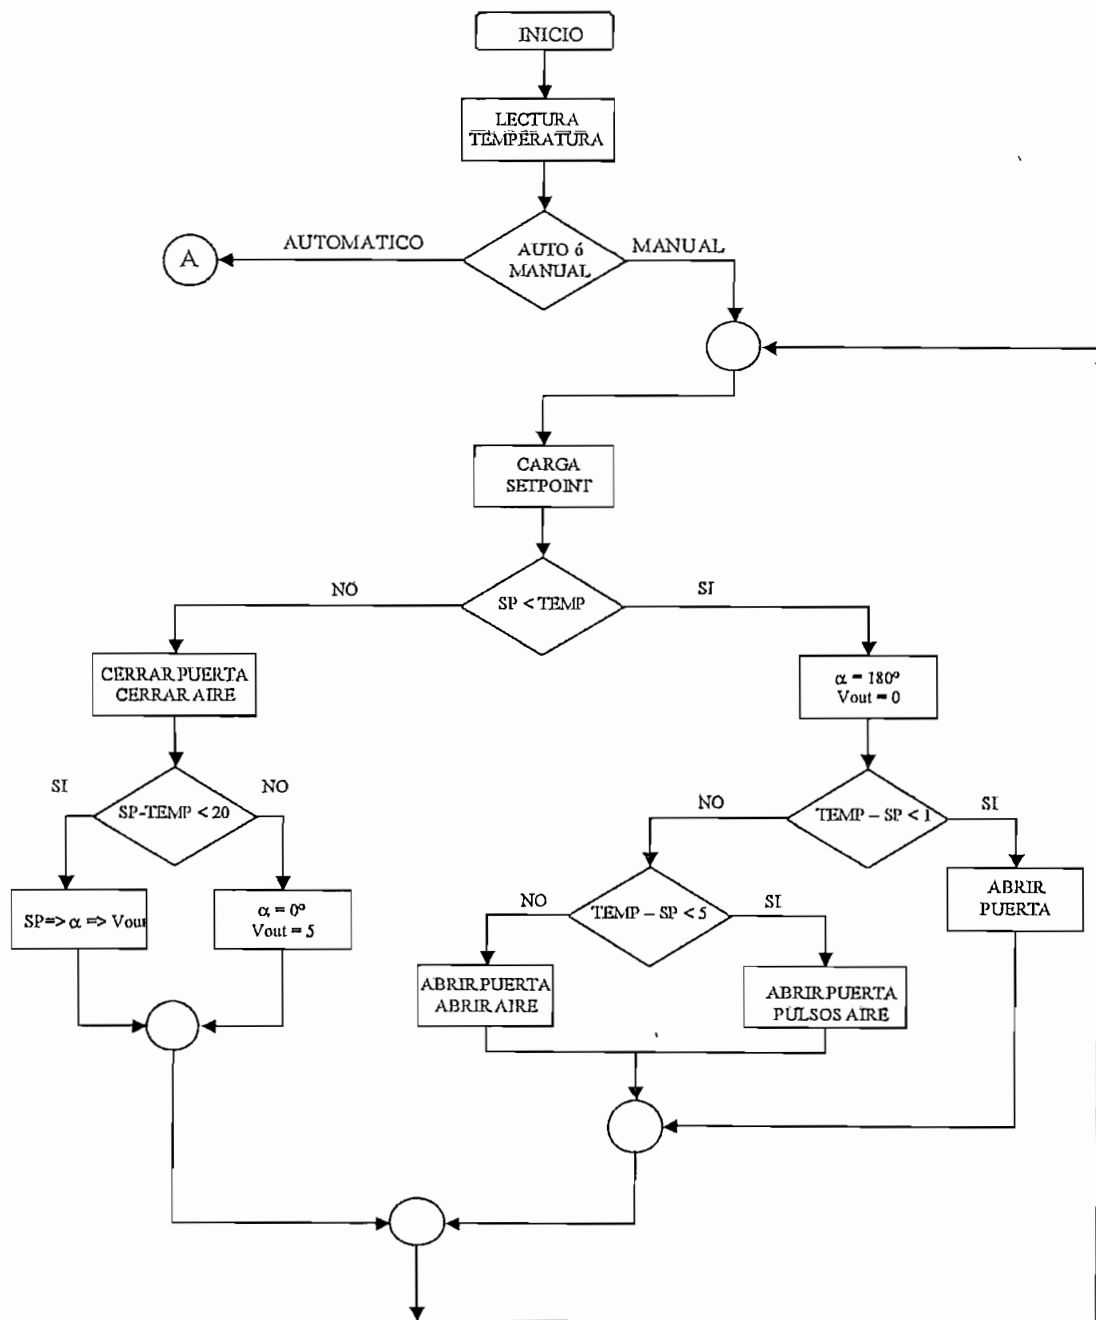 INICIO
LECTURA
TEMPERATURA
AUTOMATICO
AUTO ó
MANUAL
MANUAL
A
CARGA
SETPOINT
NO
SP < TEMP
SI
CERRAR PUERTA
CERRAR AIRE
α = 180º
Vout = 0
SI
SP-TEMP < 20
NO
NO
TEMP – SP < 1
SI
SP=> α => Vout
α = 0º
Vout = 5
NO
TEMP – SP < 5
SI
ABRIR
PUERTA
ABRIR PUERTA
ABRIR AIRE
ABRIR PUERTA
PULSOS AIRE